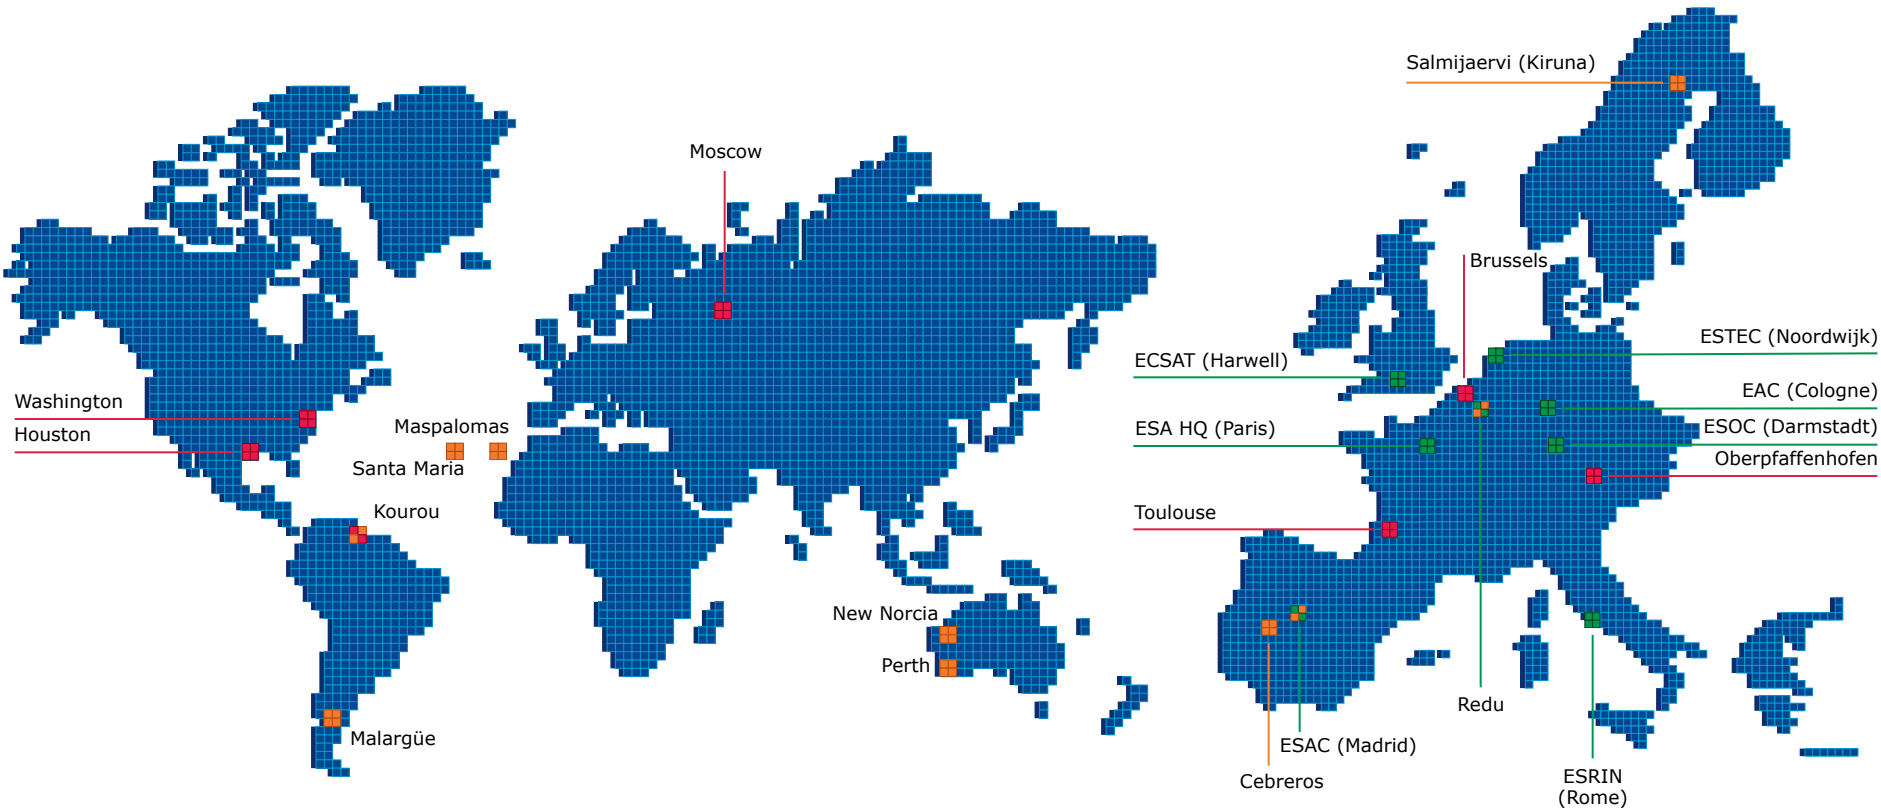 Salmijaervi (Kiruna)
Moscow
Brussels
ESTEC (Noordwijk)
ECSAT (Harwell)
EAC (Cologne)
Washington
Maspalomas
ESA HQ (Paris)
ESOC (Darmstadt)
Houston
Santa Maria
Oberpfaffenhofen
Kourou
Toulouse
New Norcia
Perth
Redu
Malargüe
ESAC (Madrid)
Cebreros
ESRIN
(Rome)